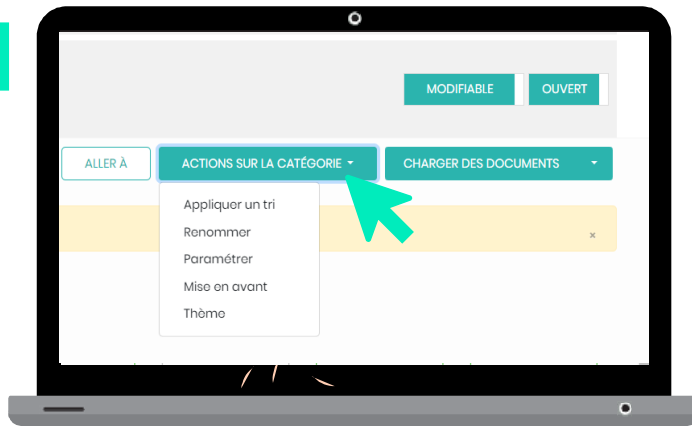 MODIFIABLE OUVERT
ALLER À ACTIONS SUR LA CATÉGORIE CHARGER DES DOCUMENTS
Appliquer un tri
Renommer
Paramétrer
Mise en avant
Thème